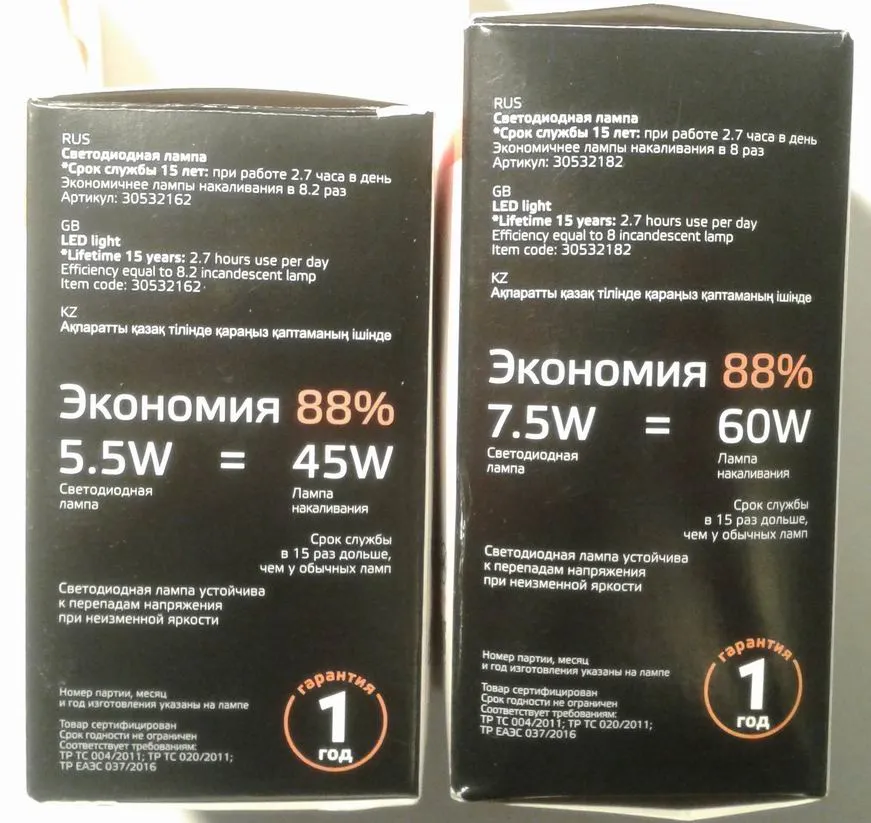 RUS
Светодиодная лампа
*Срок службы 15 лет: при работе 2.7 часа в день
Экономичнее лампы накаливания в 8.2 раз
Артикул: 30532162
GB
LED light
*Lifetime 15 years: 2.7 hours use per day
Efficiency equal to 8.2 incandescent lamp
Item code: 30532162
KZ
Ақпаратты қазақ тілінде қараңыз қаптаманың ішінде
Экономия 88%
5.5W = 45W
Светодиодная
лампа
Лампа
накаливания
Срок службы
в 15 раз дольше,
чем у обычных ламп
Светодиодная лампа устойчива
к перепадам напряжения
при неизменной яркости
Номер партии, месяц
и год изготовления указаны на лампе
Товар сертифицирован
Срок годности не ограничен
Соответствует требованиям:
ТР ТС 004/2011; ТР ТС 020/2011;
ТР ЕАЭС 037/2016
гарантия
1
год
RUS
Светодиодная лампа
*Срок службы 15 лет: при работе 2.7 часа в день
Экономичнее лампы накаливания в 8 раз
Артикул: 30532182
GB
LED light
*Lifetime 15 years: 2.7 hours use per day
Efficiency equal to 8 incandescent lamp
Item code: 30532182
KZ
Ақпаратты қазақ тілінде қараңыз қаптаманың ішінде
Экономия 88%
7.5W = 60W
Светодиодная
лампа
Лампа
накаливания
Срок службы
в 15 раз дольше,
чем у обычных ламп
Светодиодная лампа устойчива
к перепадам напряжения
при неизменной яркости
Номер партии, месяц
и год изготовления указаны на лампе
Товар сертифицирован
Срок годности не ограничен
Соответствует требованиям:
ТР ТС 004/2011; ТР ТС 020/2011;
ТР ЕАЭС 037/2016
гарантия
1
год